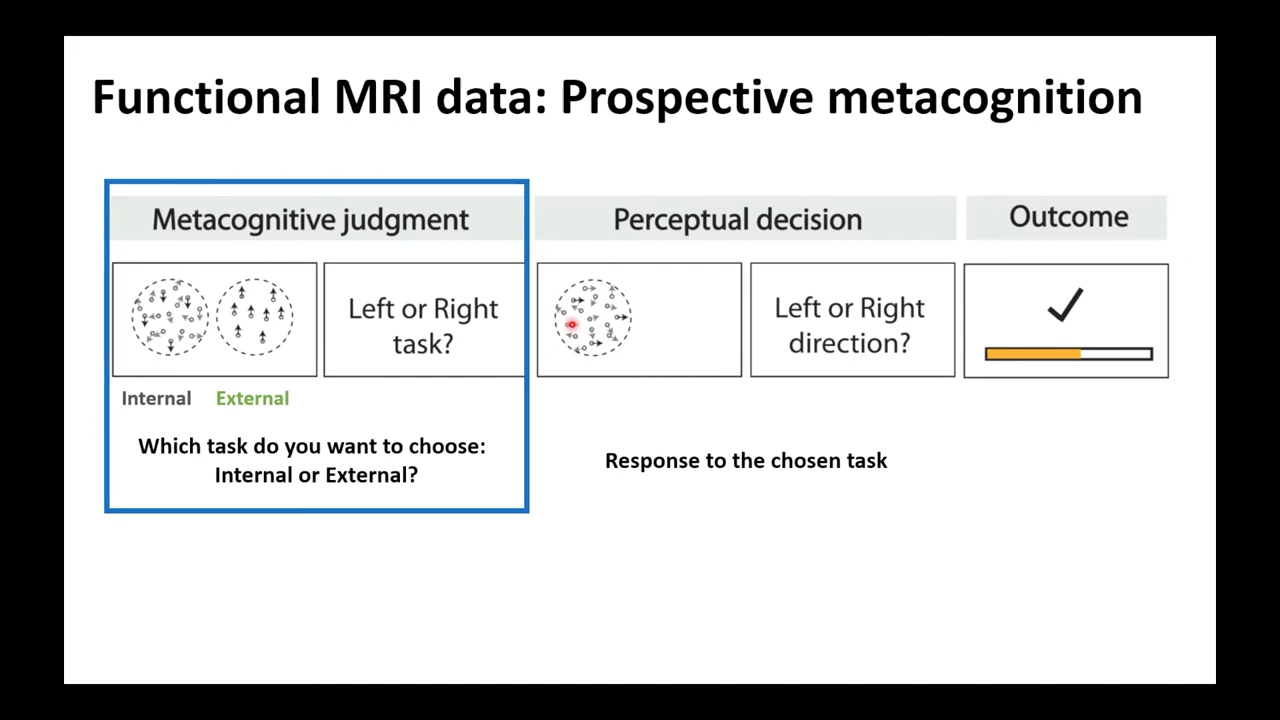 Functional MRI data: Prospective metacognition
Metacognitive judgment
Perceptual decision
Outcome
Left or Right
task?
Left or Right
direction?
Internal
External
Which task do you want to choose:
Internal or External?
Response to the chosen task